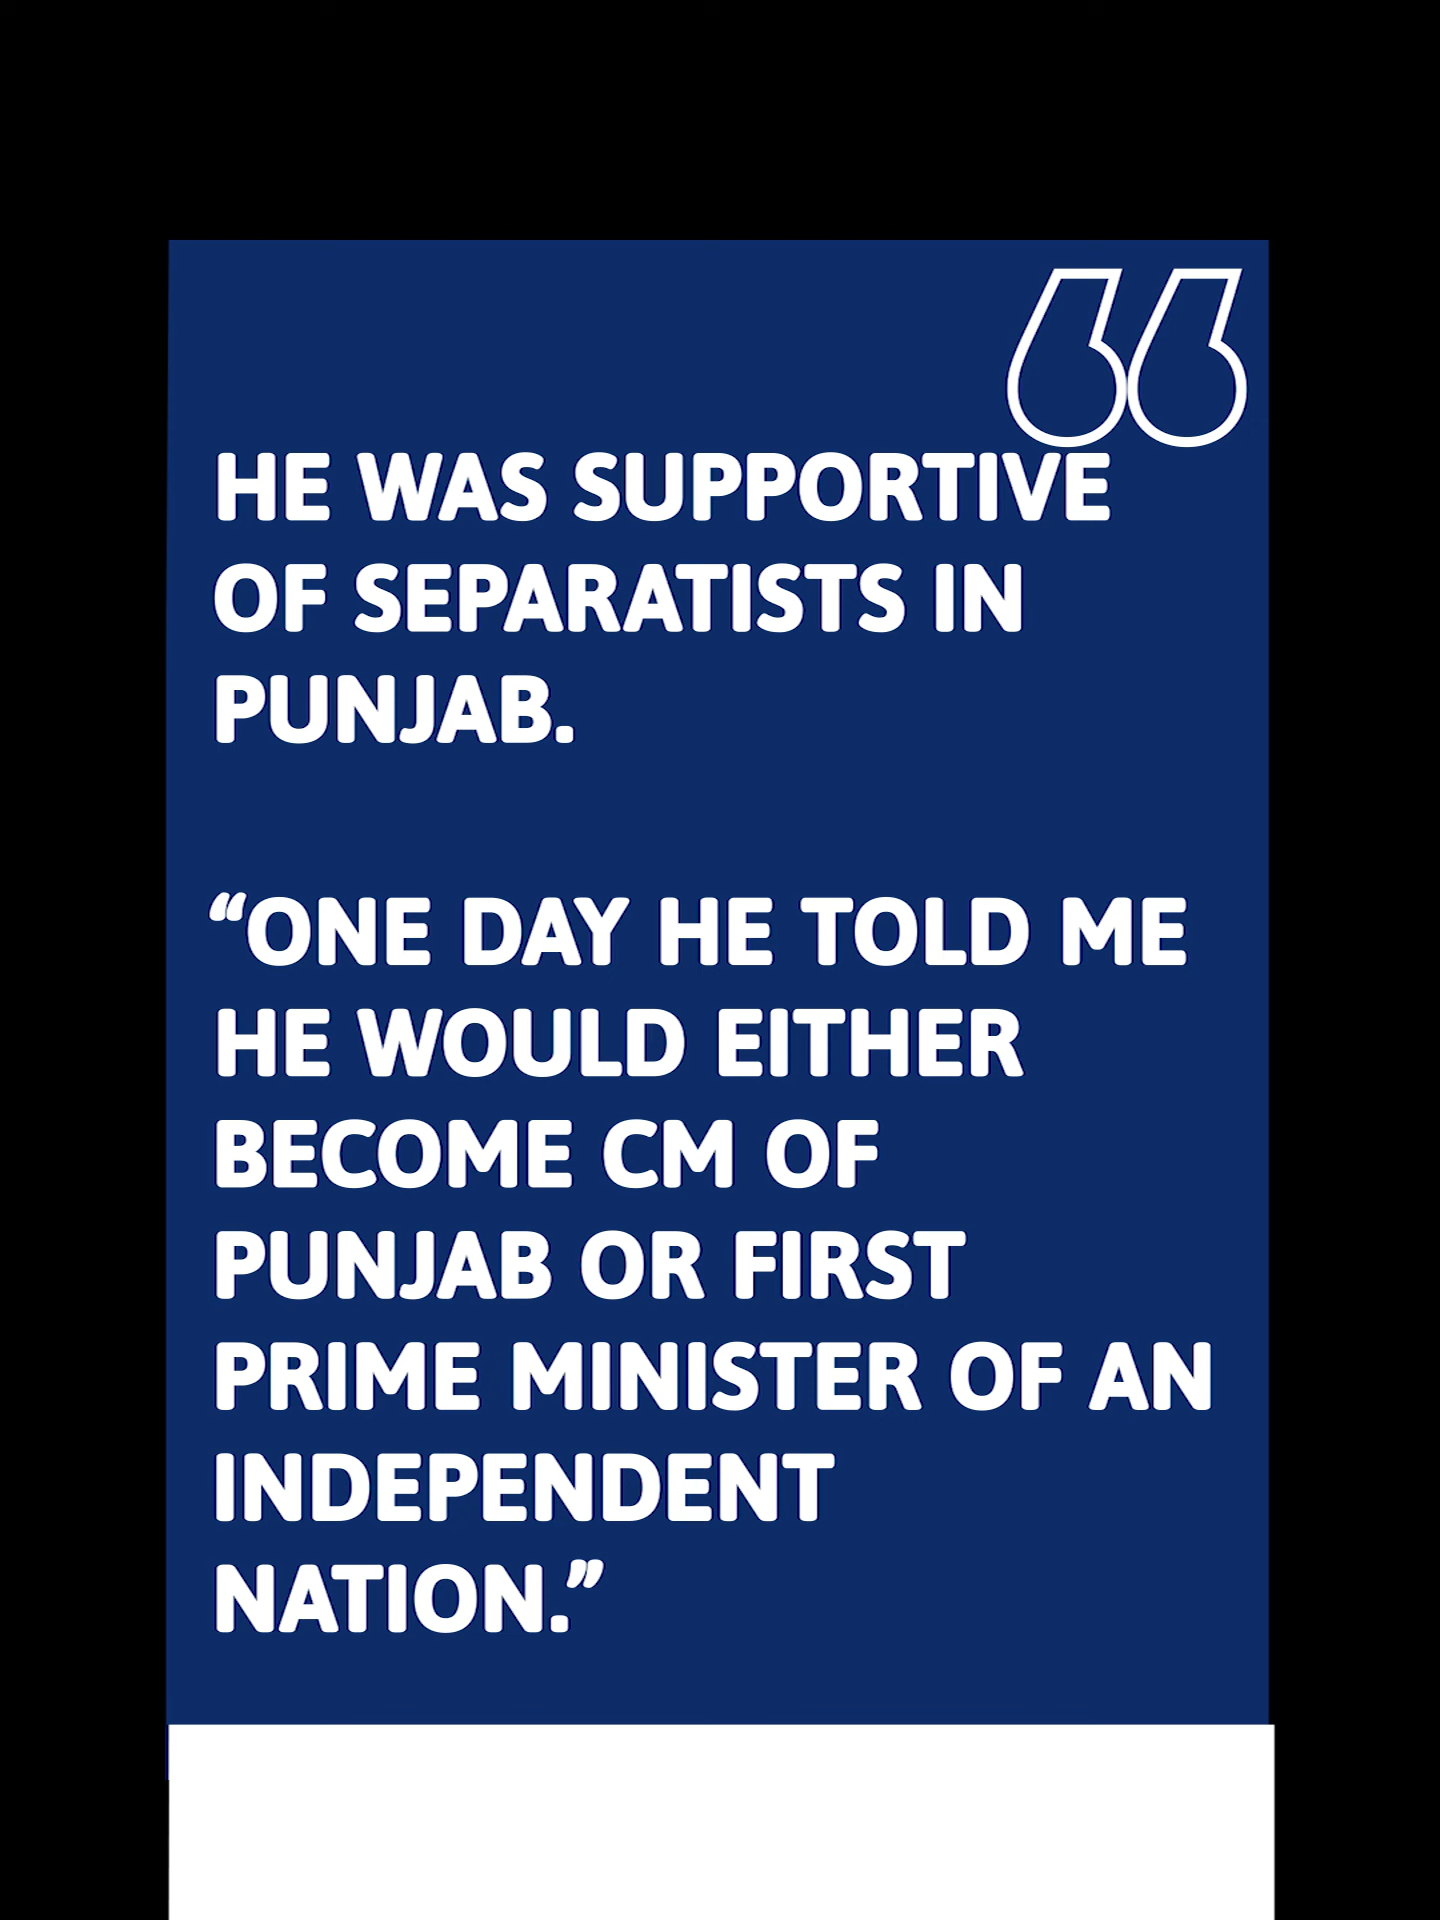 HE WAS SUPPORTIVE
OF SEPARATISTS IN
PUNJAB.
“ONE DAY HE TOLD ME
HE WOULD EITHER
BECOME CM OF
PUNJAB OR FIRST
PRIME MINISTER OF AN
INDEPENDENT
NATION.”